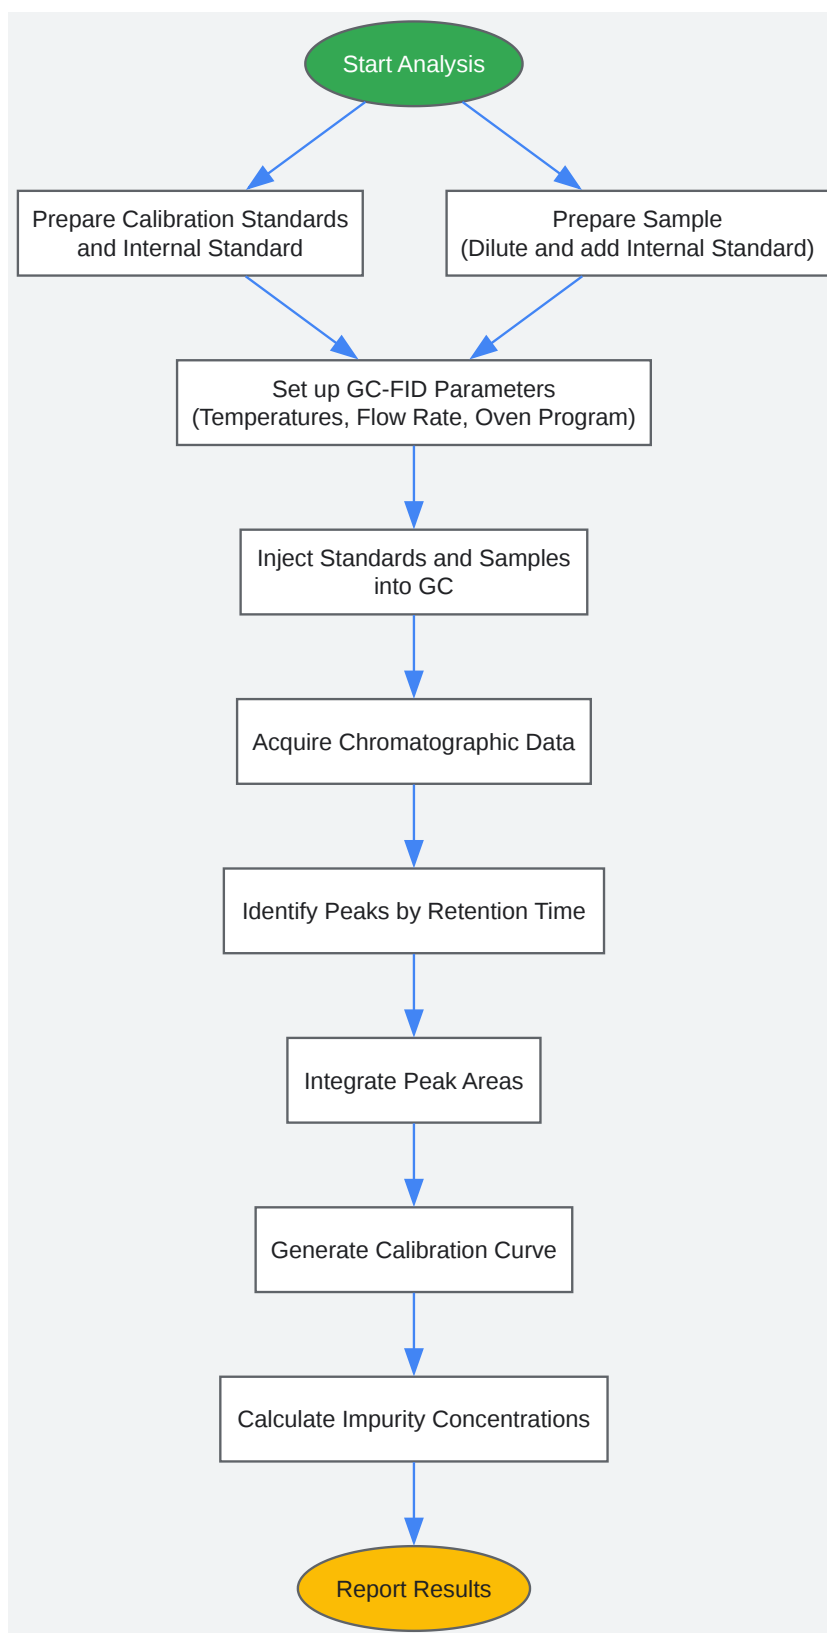 Start Analysis
Prepare Calibration Standards
and Internal Standard
Prepare Sample
(Dilute and add Internal Standard)
Set up GC-FID Parameters
(Temperatures, Flow Rate, Oven Program)
Inject Standards and Samples
into GC
Acquire Chromatographic Data
Identify Peaks by Retention Time
Integrate Peak Areas
Generate Calibration Curve
Calculate Impurity Concentrations
Report Results